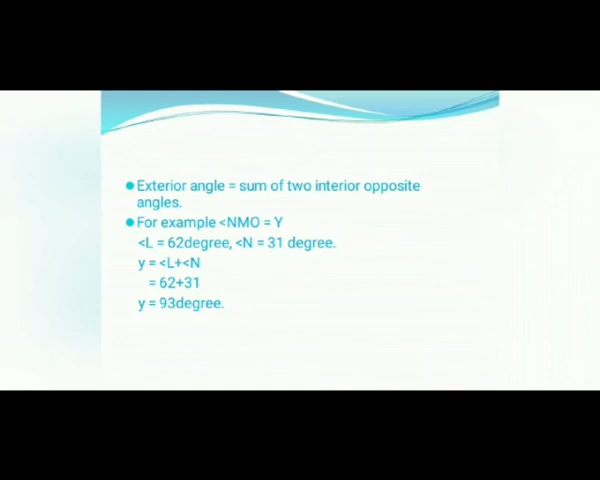 Exterior angle = sum of two interior opposite
angles.
For example <NMO = Y
<L = 62degree, <N = 31 degree.
y = <L+<N
= 62+31
y = 93degree.